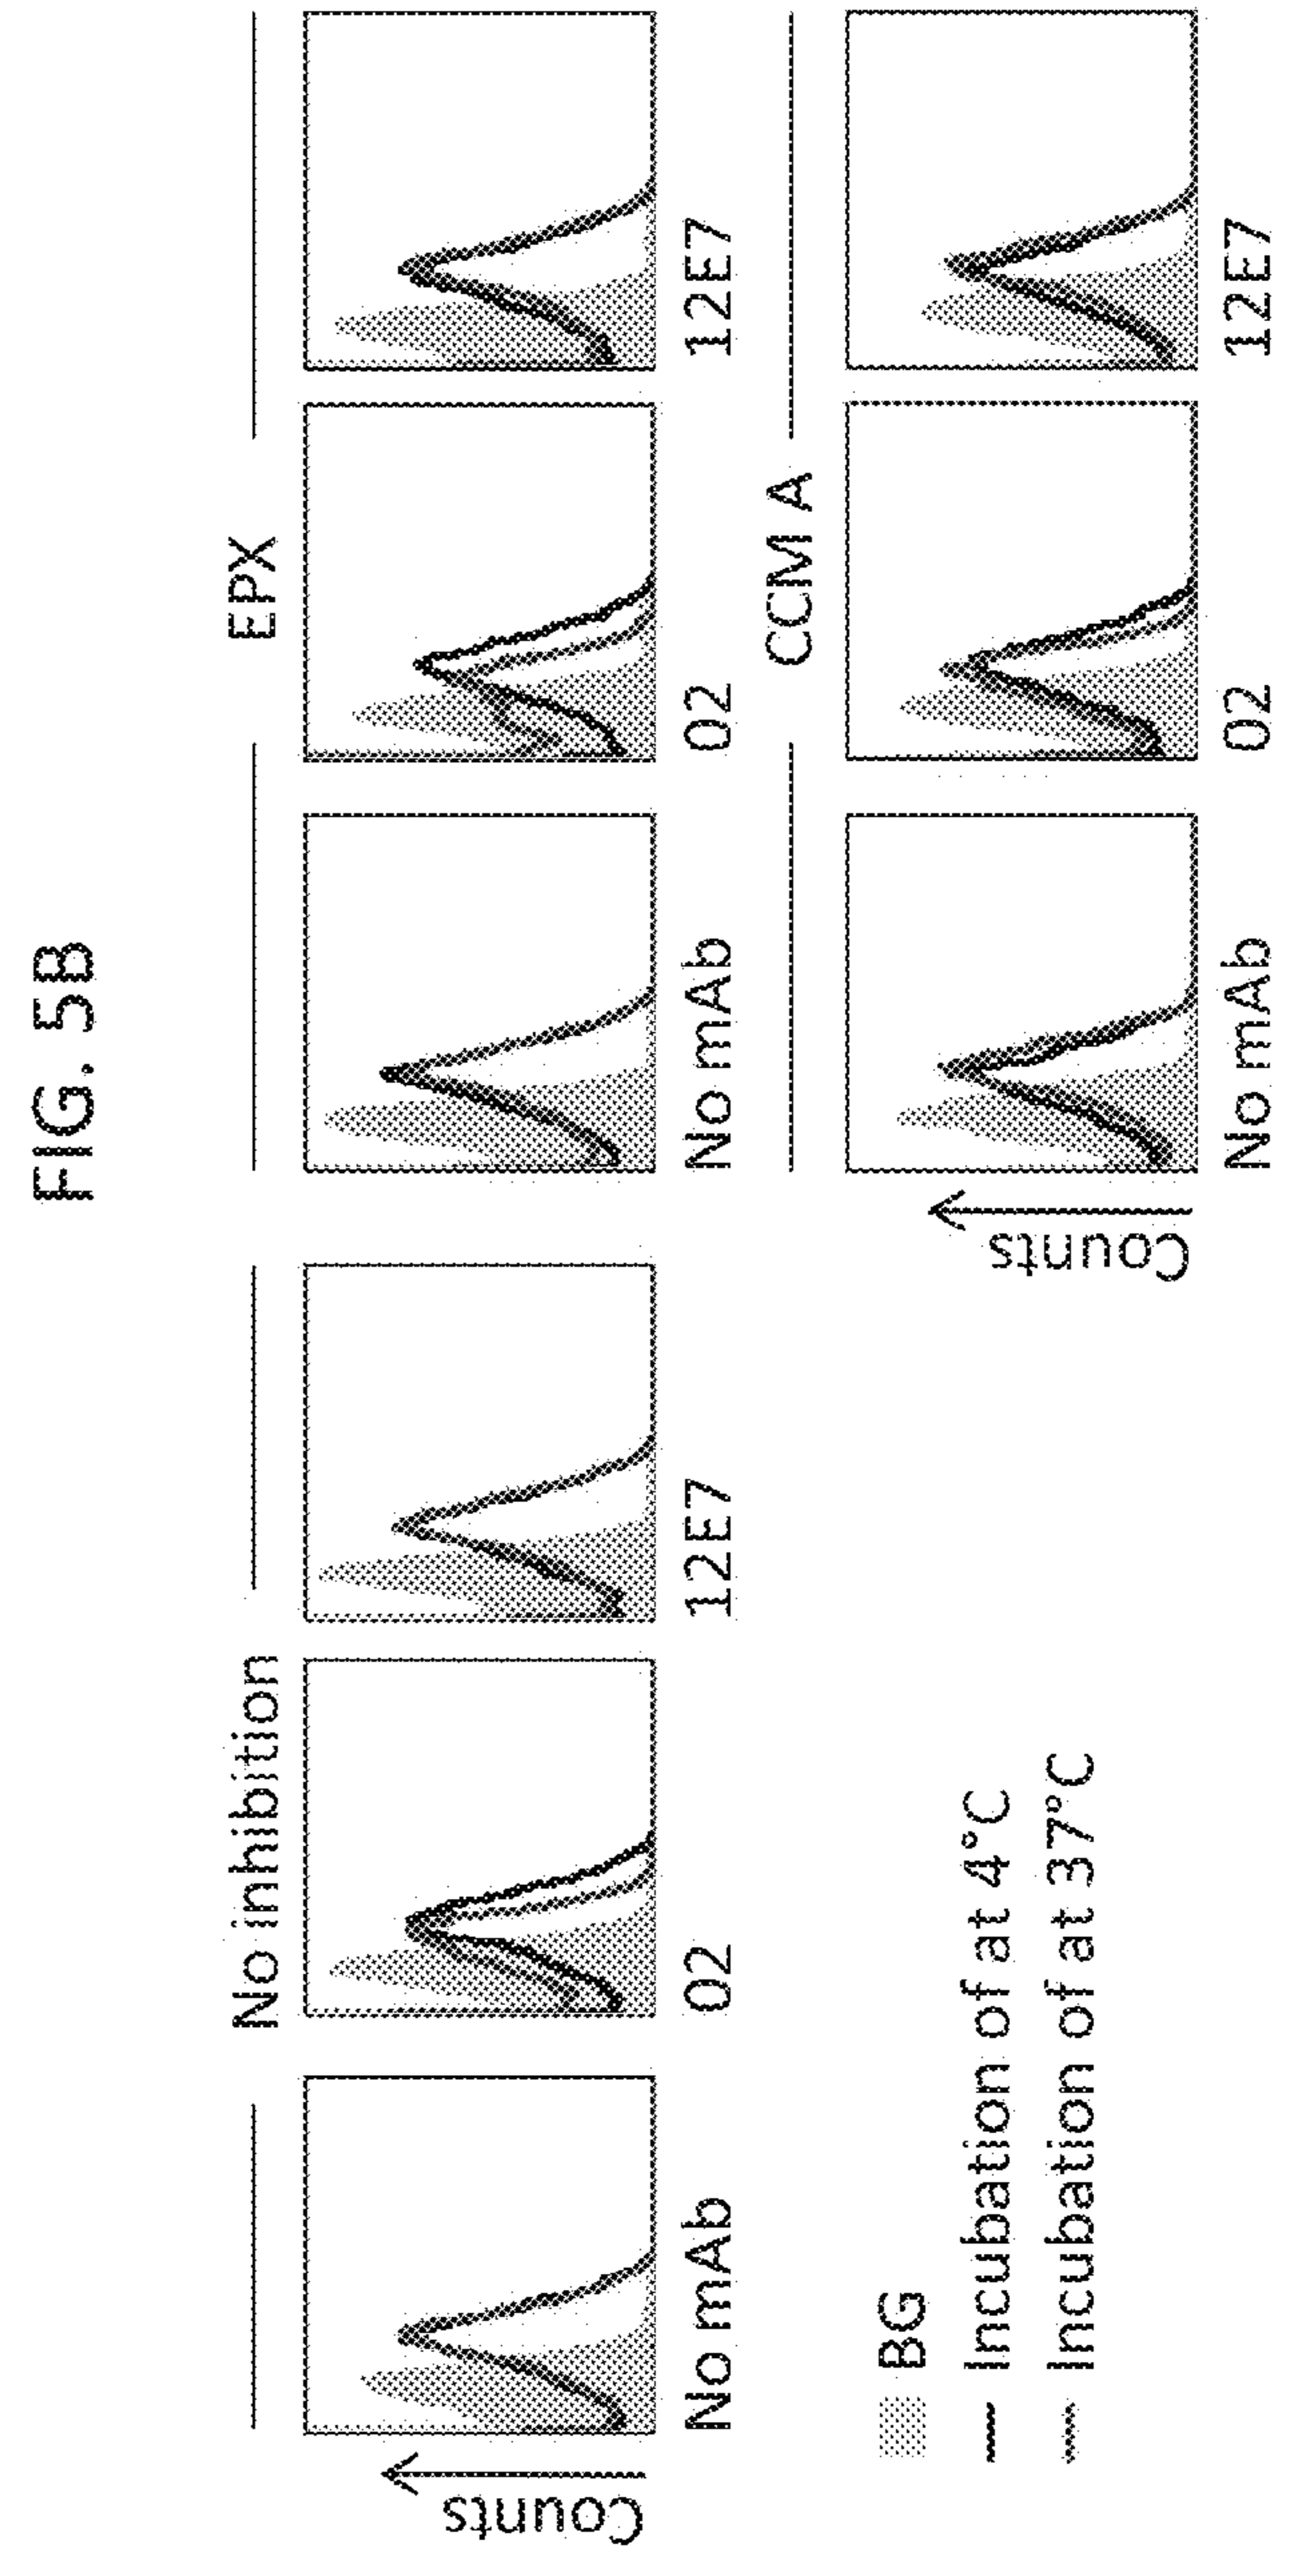 FIG. 5B
No inhibition
EPX
Counts
No mAb
02
12E7
No mAb
02
12E7
CCM A
Counts
No mAb
02
12E7
BG
Incubation of at 4°C
Incubation of at 37°C